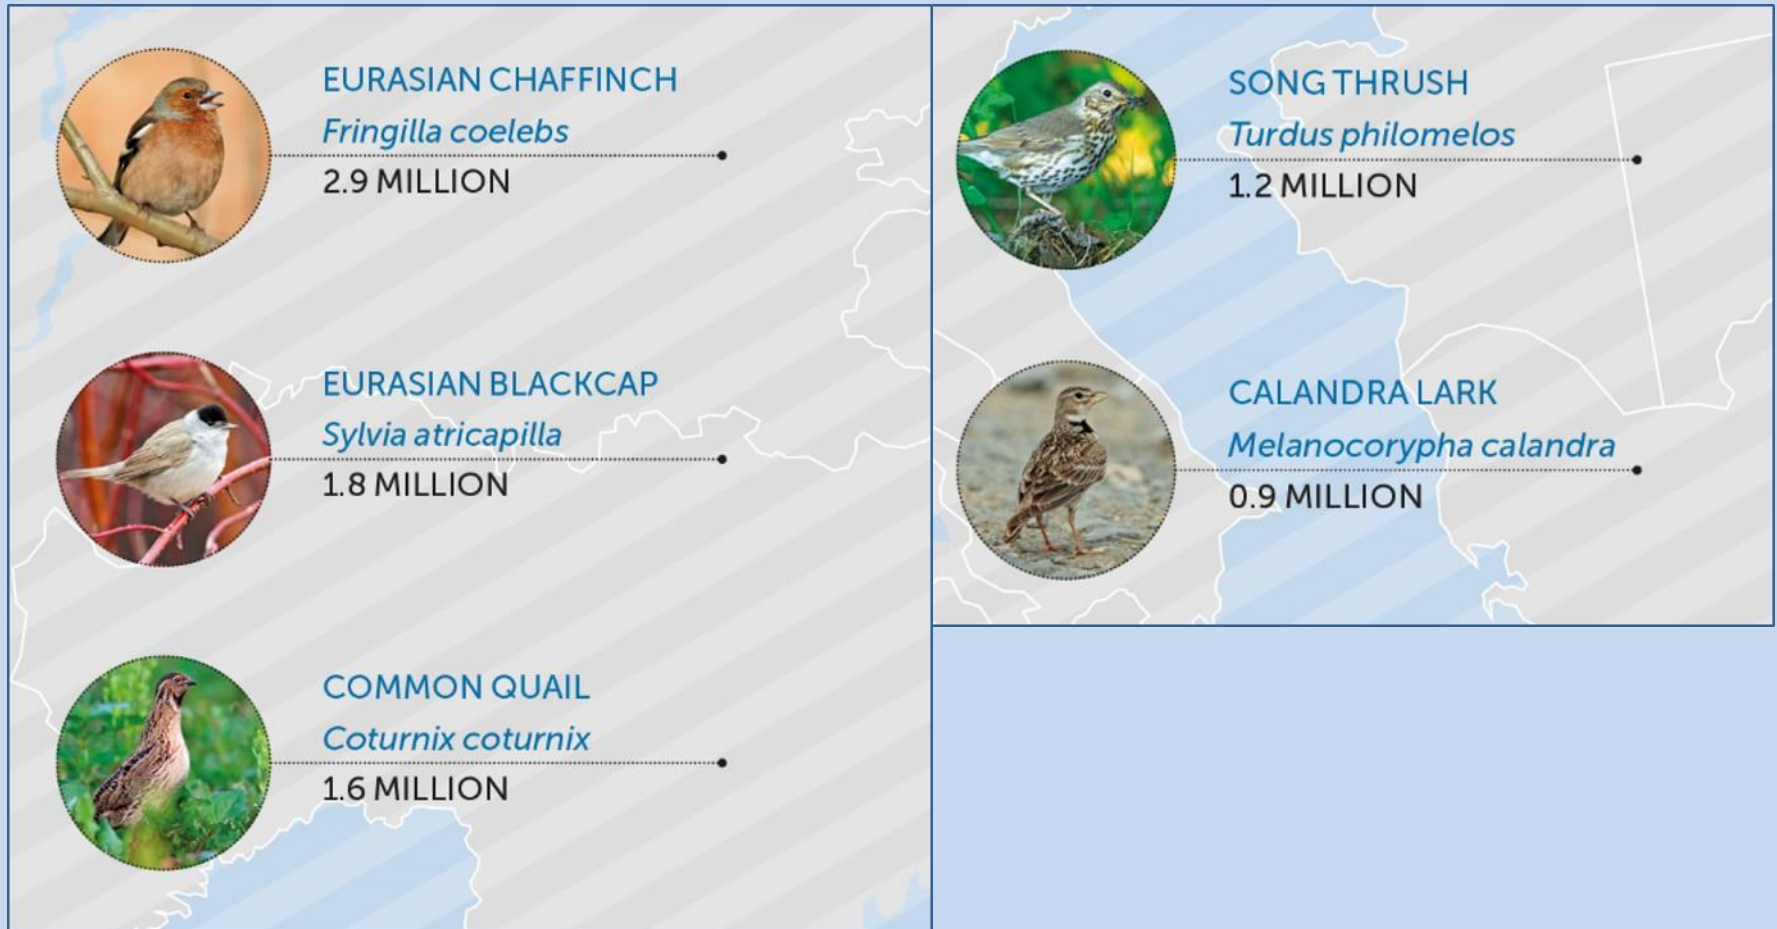 EURASIAN CHAFFINCH
Fringilla coelebs
2.9 MILLION
EURASIAN BLACKCAP
Sylvia atricapilla
1.8 MILLION
COMMON QUAIL
Coturnix coturnix
1.6 MILLION
SONG THRUSH
Turdus philomelos
1.2 MILLION
CALANDRA LARK
Melanocorypha calandra
0.9 MILLION